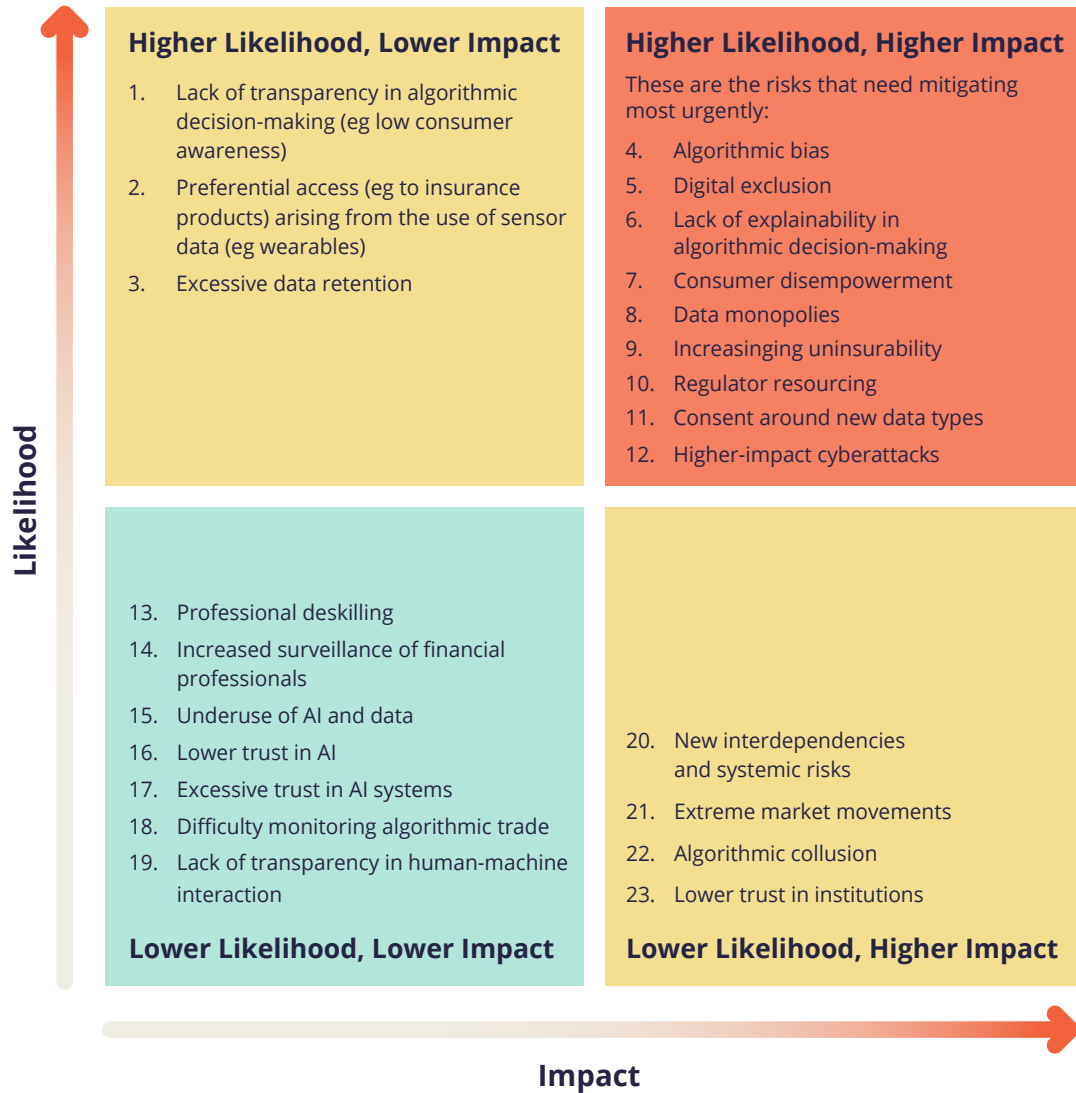 Likelihood
Higher Likelihood, Lower Impact
1. Lack of transparency in algorithmic
decision-making (eg low consumer
awareness)
2. Preferential access (eg to insurance
products) arising from the use of sensor
data (eg wearables)
3. Excessive data retention
Higher Likelihood, Higher Impact
These are the risks that need mitigating
most urgently:
4. Algorithmic bias
5. Digital exclusion
6. Lack of explainability in
algorithmic decision-making
7. Consumer disempowerment
8. Data monopolies
9. Increasinging uninsurability
10. Regulator resourcing
11. Consent around new data types
12. Higher-impact cyberattacks
13. Professional deskilling
14. Increased surveillance of financial
professionals
15. Underuse of AI and data
16. Lower trust in AI
17. Excessive trust in AI systems
18. Difficulty monitoring algorithmic trade
19. Lack of transparency in human-machine
interaction
Lower Likelihood, Lower Impact
20. New interdependencies
and systemic risks
21. Extreme market movements
22. Algorithmic collusion
23. Lower trust in institutions
Lower Likelihood, Higher Impact
Impact